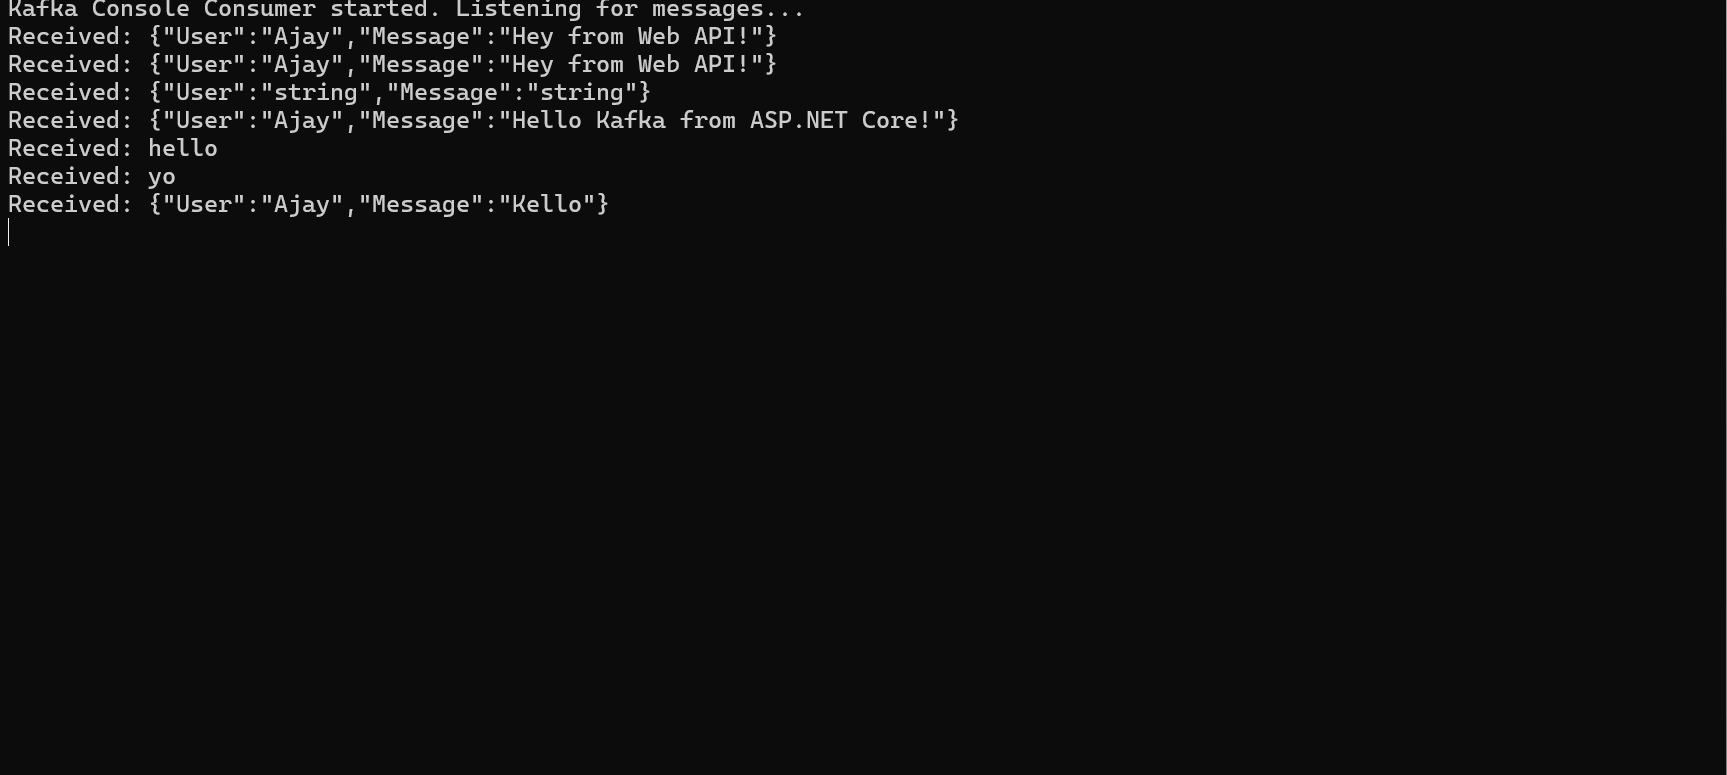 Kafka Console Consumer started. Listening for messages...
Received: {"User":"Ajay","Message":"Hey from Web API!"}
Received: {"User":"Ajay","Message":"Hey from Web API!"}
Received: {"User":"string","Message":"string"}
Received: {"User":"Ajay","Message":"Hello Kafka from ASP.NET Core!"}
Received: hello
Received: yo
Received: {"User":"Ajay","Message":"Kello"}